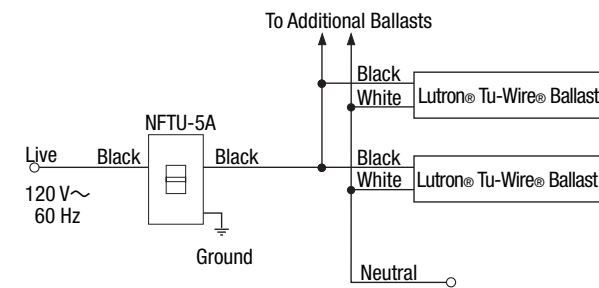 To Additional Ballasts
Black
White
Lutron® Tu-Wire® Ballast
NFTU-5A
Live
Black
Black
Black
White
Lutron® Tu-Wire® Ballast
120 V~
60 Hz
Ground
Neutral